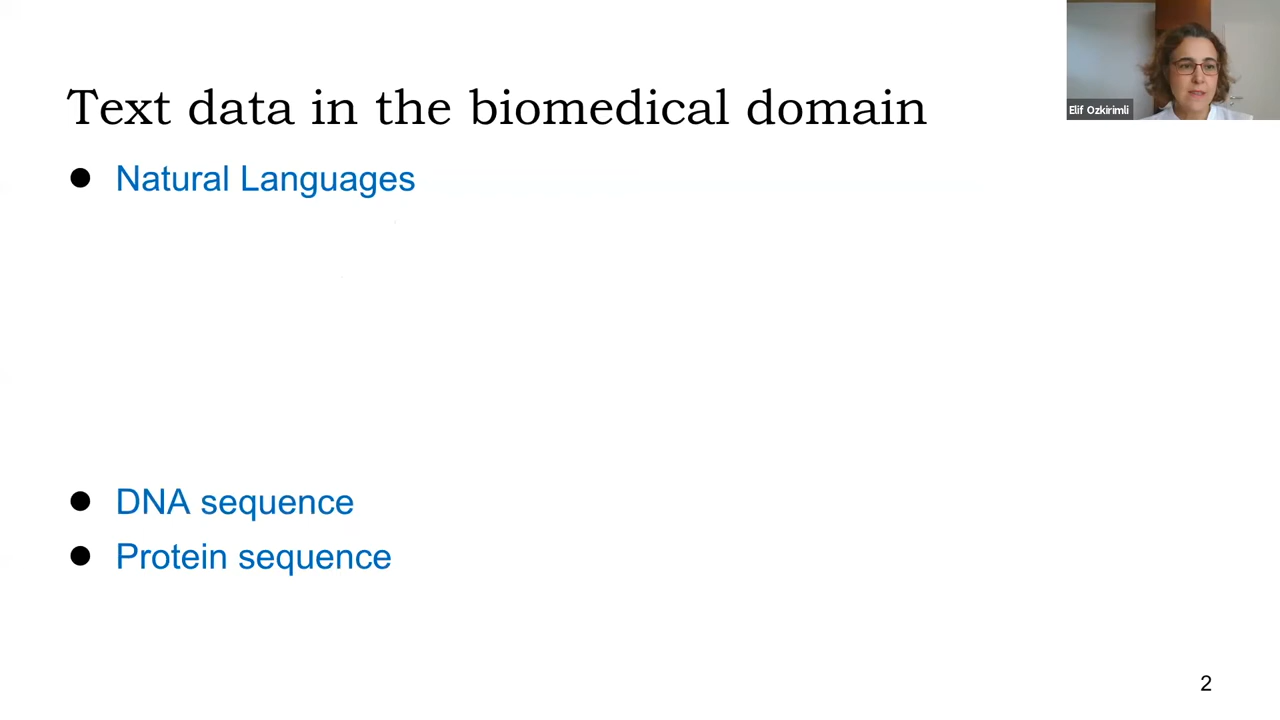 Text data in the biomedical domain
Elif Ozkirimli
● Natural Languages
● DNA sequence
● Protein sequence
2